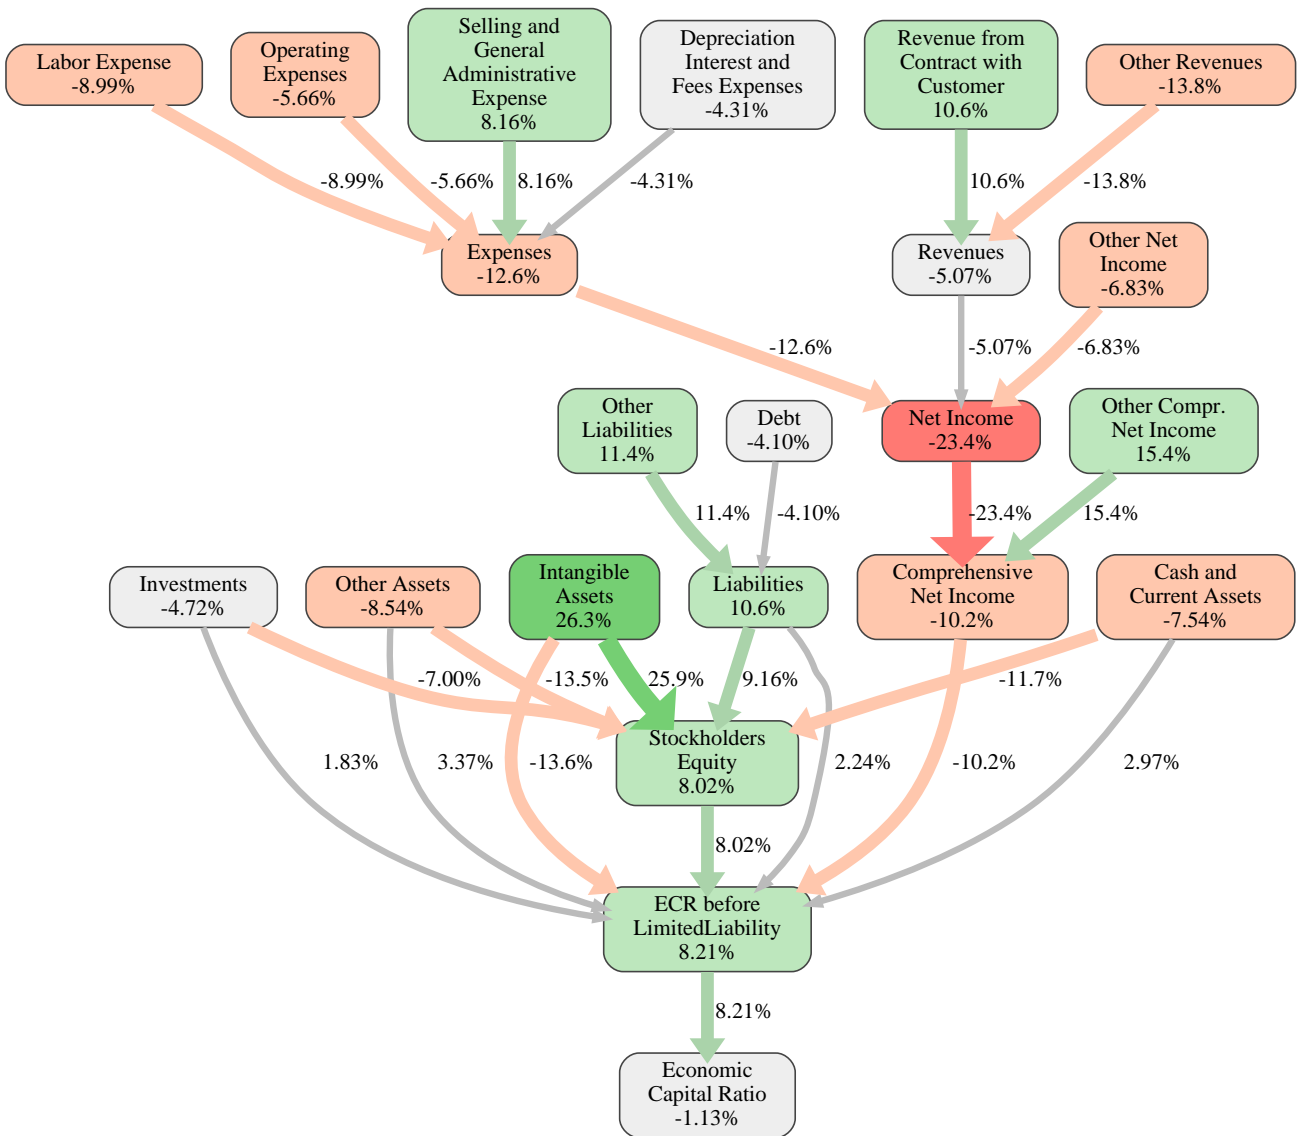 Labor Expense
-8.99%
Operating
Expenses
-5.66%
Selling and
General
Administrative
Expense
8.16%
Depreciation
Interest and
Fees Expenses
-4.31%
Revenue from
Contract with
Customer
10.6%
Other Revenues
-13.8%
-8.99%
-5.66%
8.16%
-4.31%
10.6%
-13.8%
Expenses
-12.6%
Revenues
-5.07%
Other Net
Income
-6.83%
-12.6%
-5.07%
-6.83%
Other
Liabilities
11.4%
Debt
-4.10%
Net Income
-23.4%
Other Compr.
Net Income
15.4%
11.4%
-4.10%
-23.4%
15.4%
Investments
-4.72%
Other Assets
-8.54%
Intangible
Assets
26.3%
Liabilities
10.6%
Comprehensive
Net Income
-10.2%
Cash and
Current Assets
-7.54%
-7.00%
-13.5%
25.9%
9.16%
-11.7%
Stockholders
Equity
8.02%
1.83%
3.37%
-13.6%
2.24%
-10.2%
2.97%
8.02%
ECR before
LimitedLiability
8.21%
8.21%
Economic
Capital Ratio
-1.13%